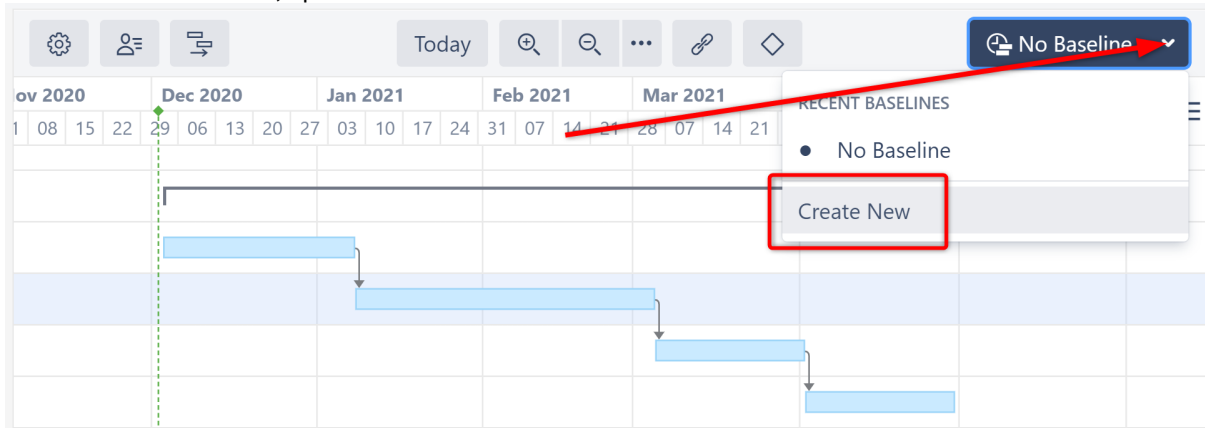 Today
No Baseline
Nov 2020 Dec 2020 Jan 2021 Feb 2021 Mar 2021
1 08 15 22 29 06 13 20 27 03 10 17 24 31 07 14 21 28 07 14 21
RECENT BASELINES
No Baseline
Create New